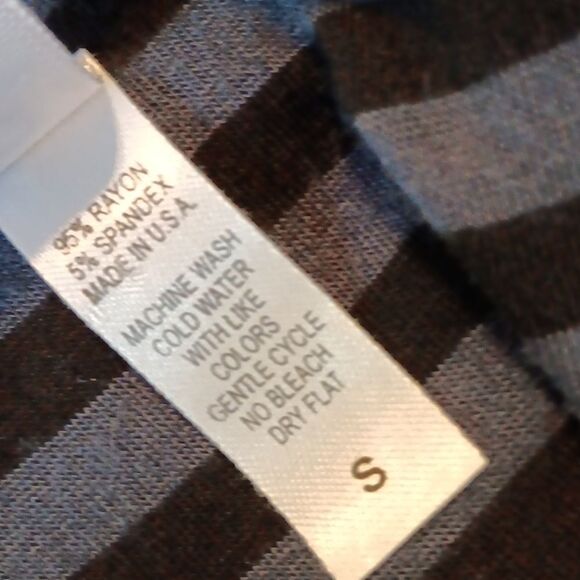 95% RAYON
5% SPANDEX
MADE IN U.S.A.
MACHINE WASH
COLD WATER
WITH LIKE
COLORS
GENTLE CYCLE
NO BLEACH
DRY FLAT
S